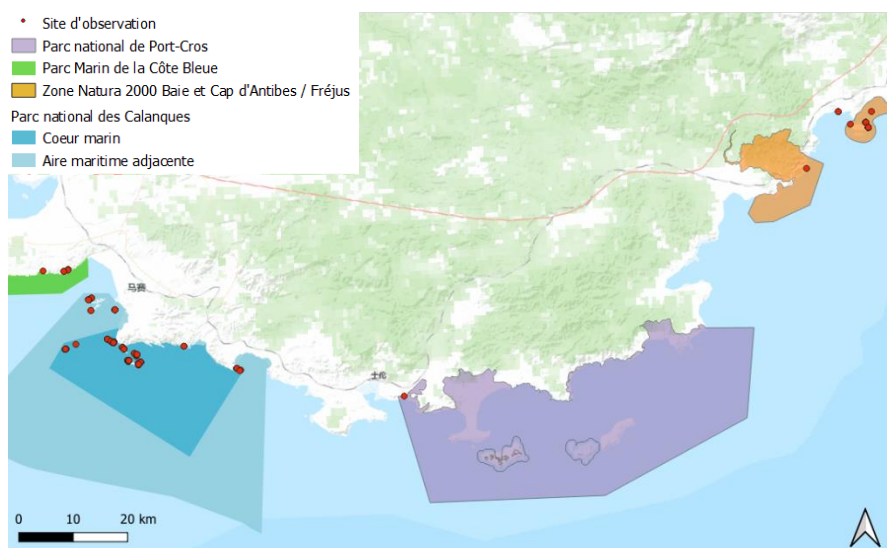 Site d'observation
Parc national de Port-Cros
Parc Marin de la Côte Bleue
Zone Natura 2000 Baie et Cap d'Antibes / Fréjus
Parc national des Calanques
Coeur marin
Aire maritime adjacente
马赛
土伦
0 10 20 km